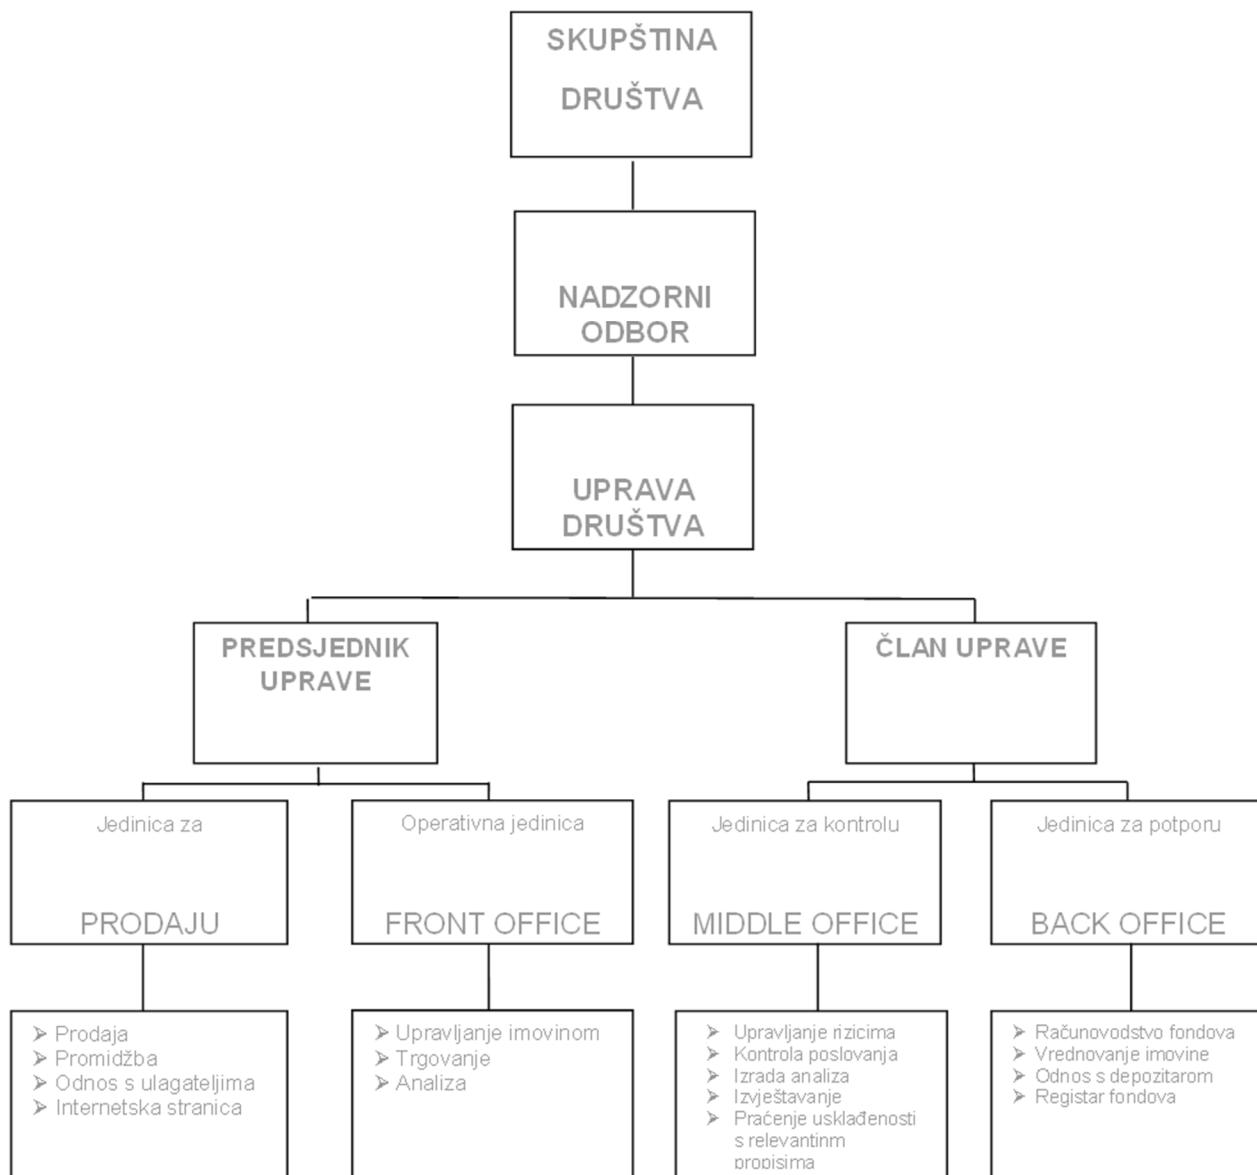 SKUPŠTINA
DRUŠTVA
NADZORNI
ODBOR
UPRAVA
DRUŠTVA
PREDSJEDNIK
UPRAVE
ČLAN UPRAVE
Jedinica za
PRODAJU
Operativna jedinica
FRONT OFFICE
Jedinica za kontrolu
MIDDLE OFFICE
Jedinica za potporu
BACK OFFICE
➢ Prodaja
➢ Promidžba
➢ Odnos s ulagateljima
➢ Internetska stranica
➢ Upravljanje imovinom
➢ Trgovanje
➢ Analiza
➢ Upravljanje rizicima
➢ Kontrola poslovanja
➢ Izrada analiza
➢ Izvještavanje
➢ Praćenje usklađenosti
s relevantinm
propisima
➢ Računovodstvo fondova
➢ Vrednovanje imovine
➢ Odnos s depozitarom
➢ Registar fondova